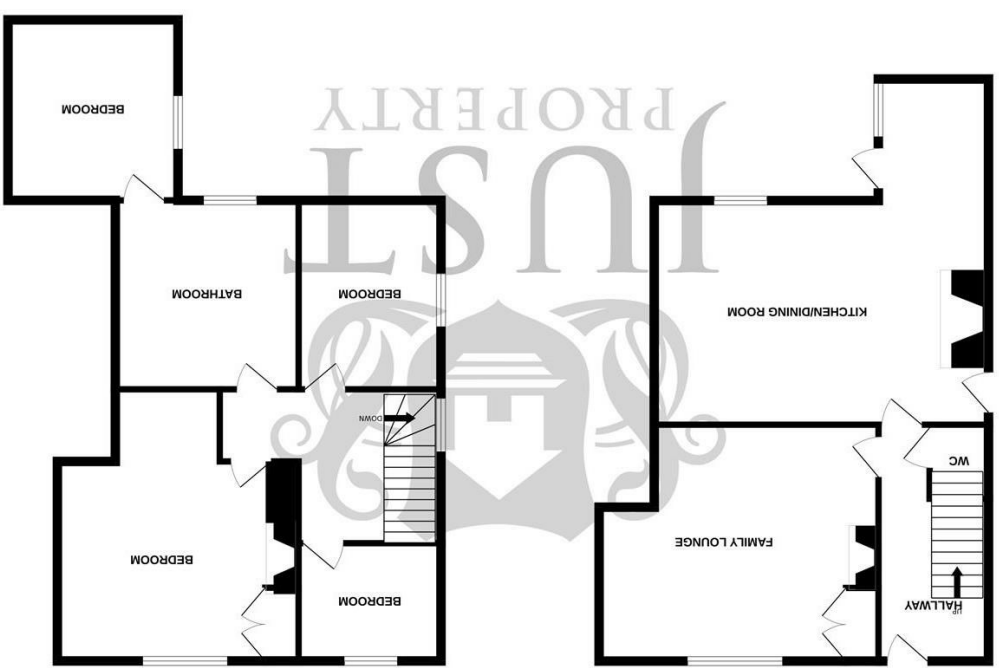 UP
HALLWAY
FAMILY LOUNGE
WC
KITCHEN/DINING ROOM
BEDROOM
BEDROOM
DOWN
BEDROOM
BATHROOM
BEDROOM
JUST
PROPERTY